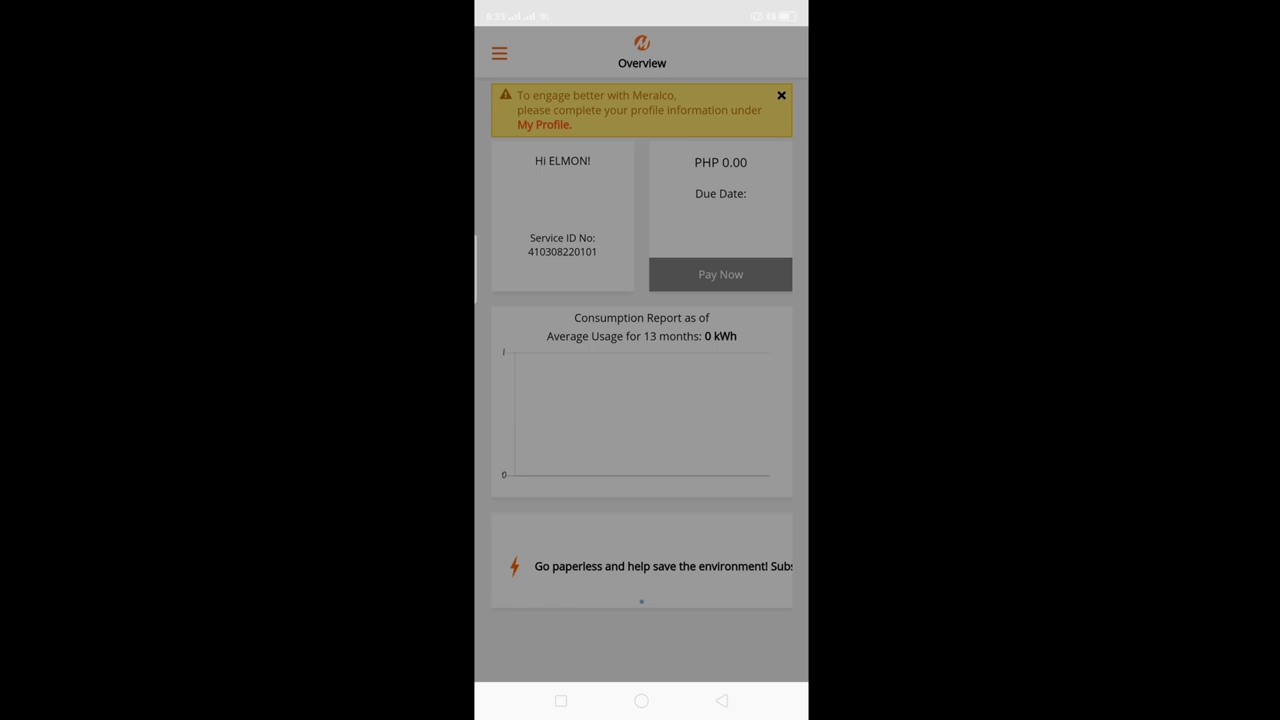 Overview
To engage better with Meralco,
please complete your profile information under
My Profile.
Hi ELMON!
Service ID No:
410308220101
PHP 0.00
Due Date:
Pay Now
Consumption Report as of
Average Usage for 13 months: 0 kWh
1
0
Go paperless and help save the environment! Subs